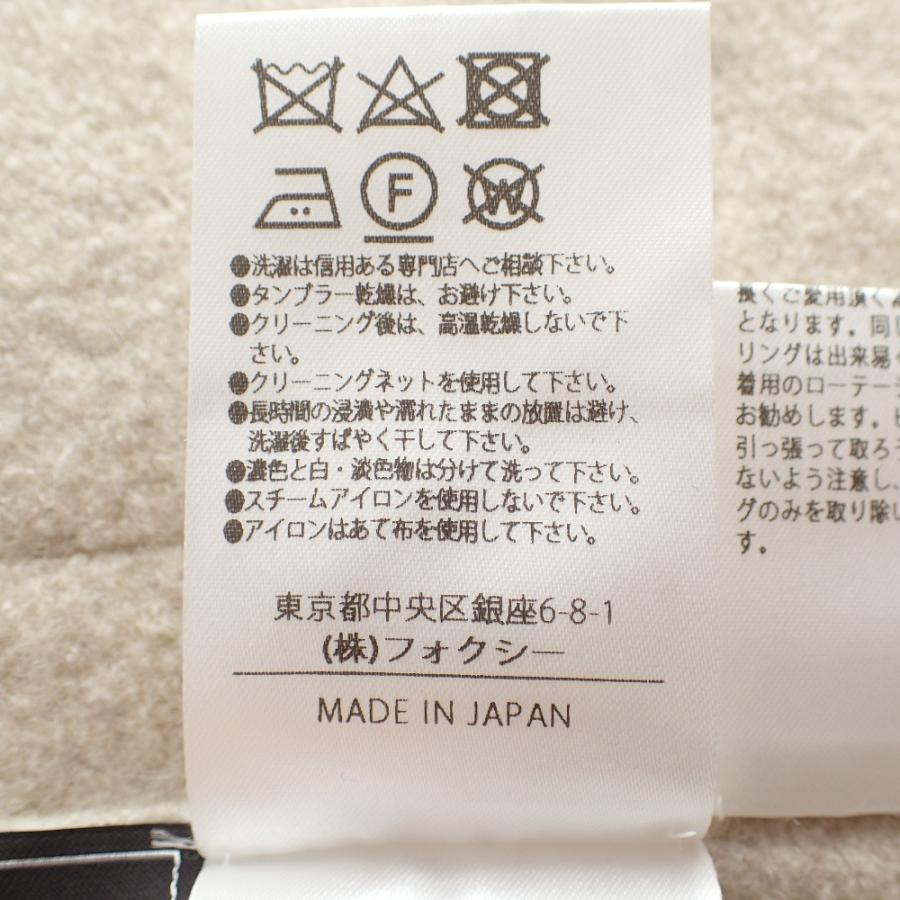 F
W
●洗濯は信用ある専門店へご相談下さい。
●タンブラー乾燥は、お避け下さい。
●クリーニング後は、高温乾燥しないで下
さい。
●クリーニングネットを使用して下さい。
●長時間の浸漬や濡れたままの放置は避け、
洗濯後すばやく干して下さい。
●濃色と白・淡色物は分けて洗って下さい。
●スチームアイロンを使用しないで下さい。
●アイロンはあて布を使用して下さい。
東京都中央区銀座6-8-1
(株)フォクシー
MADE IN JAPAN
長くご愛用頂く
となります。同
リングは出来易
着用のローテー
お勧めします。
引っ張って取ろ
ないよう注意し、
グのみを取り除
す。